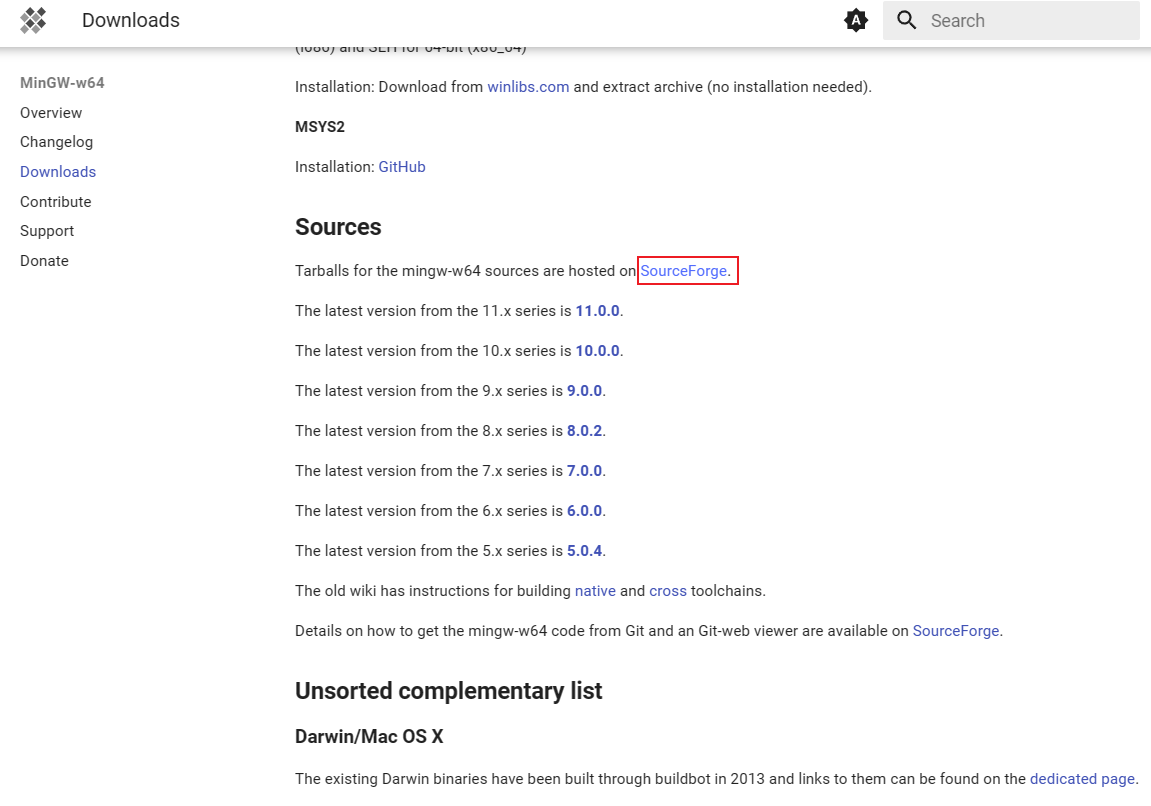 Downloads
A
Search
MinGW-w64
Overview
Changelog
Downloads
Contribute
Support
Donate
(i686) and SEH for 64-bit (x86_64)
Installation: Download from winlibs.com and extract archive (no installation needed).
MSYS2
Installation: GitHub
Sources
Tarballs for the mingw-w64 sources are hosted on SourceForge.
The latest version from the 11.x series is 11.0.0.
The latest version from the 10.x series is 10.0.0.
The latest version from the 9.x series is 9.0.0.
The latest version from the 8.x series is 8.0.2.
The latest version from the 7.x series is 7.0.0.
The latest version from the 6.x series is 6.0.0.
The latest version from the 5.x series is 5.0.4.
The old wiki has instructions for building native and cross toolchains.
Details on how to get the mingw-w64 code from Git and an Git-web viewer are available on SourceForge.
Unsorted complementary list
Darwin/Mac OS X
The existing Darwin binaries have been built through buildbot in 2013 and links to them can be found on the dedicated page.